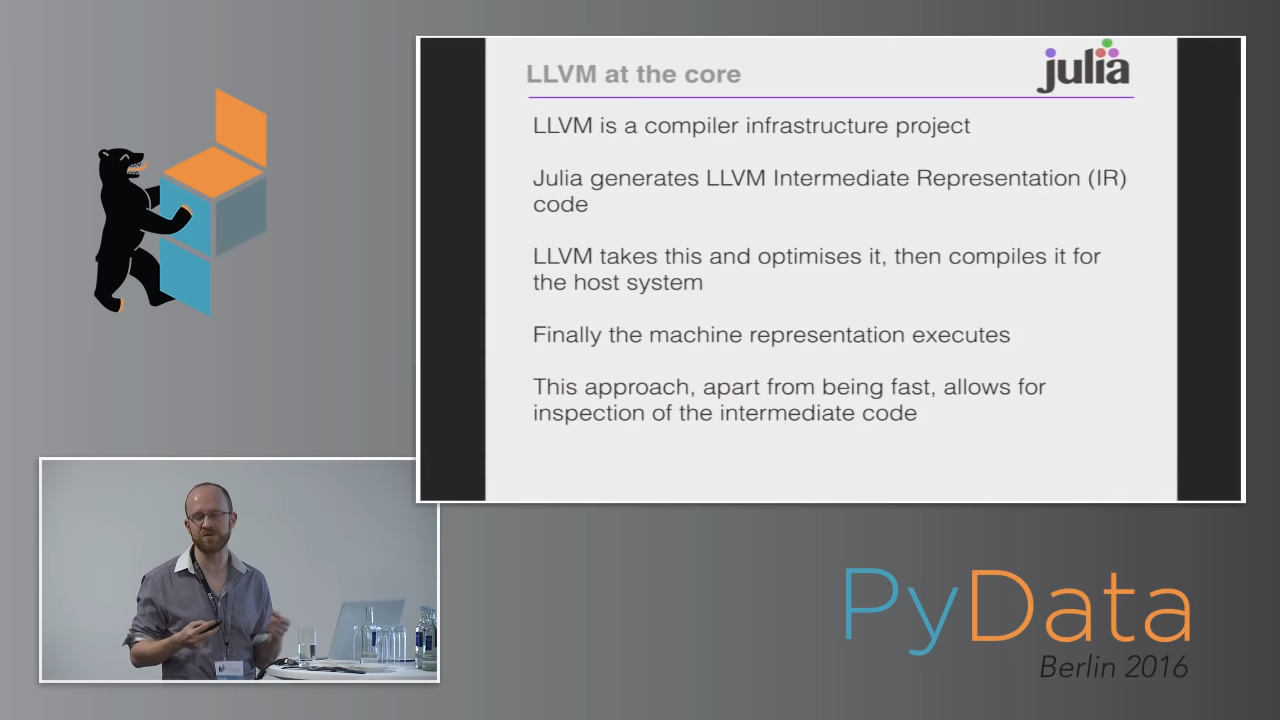 LLVM at the core
julia
LLVM is a compiler infrastructure project
Julia generates LLVM Intermediate Representation (IR)
code
LLVM takes this and optimises it, then compiles it for
the host system
Finally the machine representation executes
This approach, apart from being fast, allows for
inspection of the intermediate code
PyData
Berlin 2016